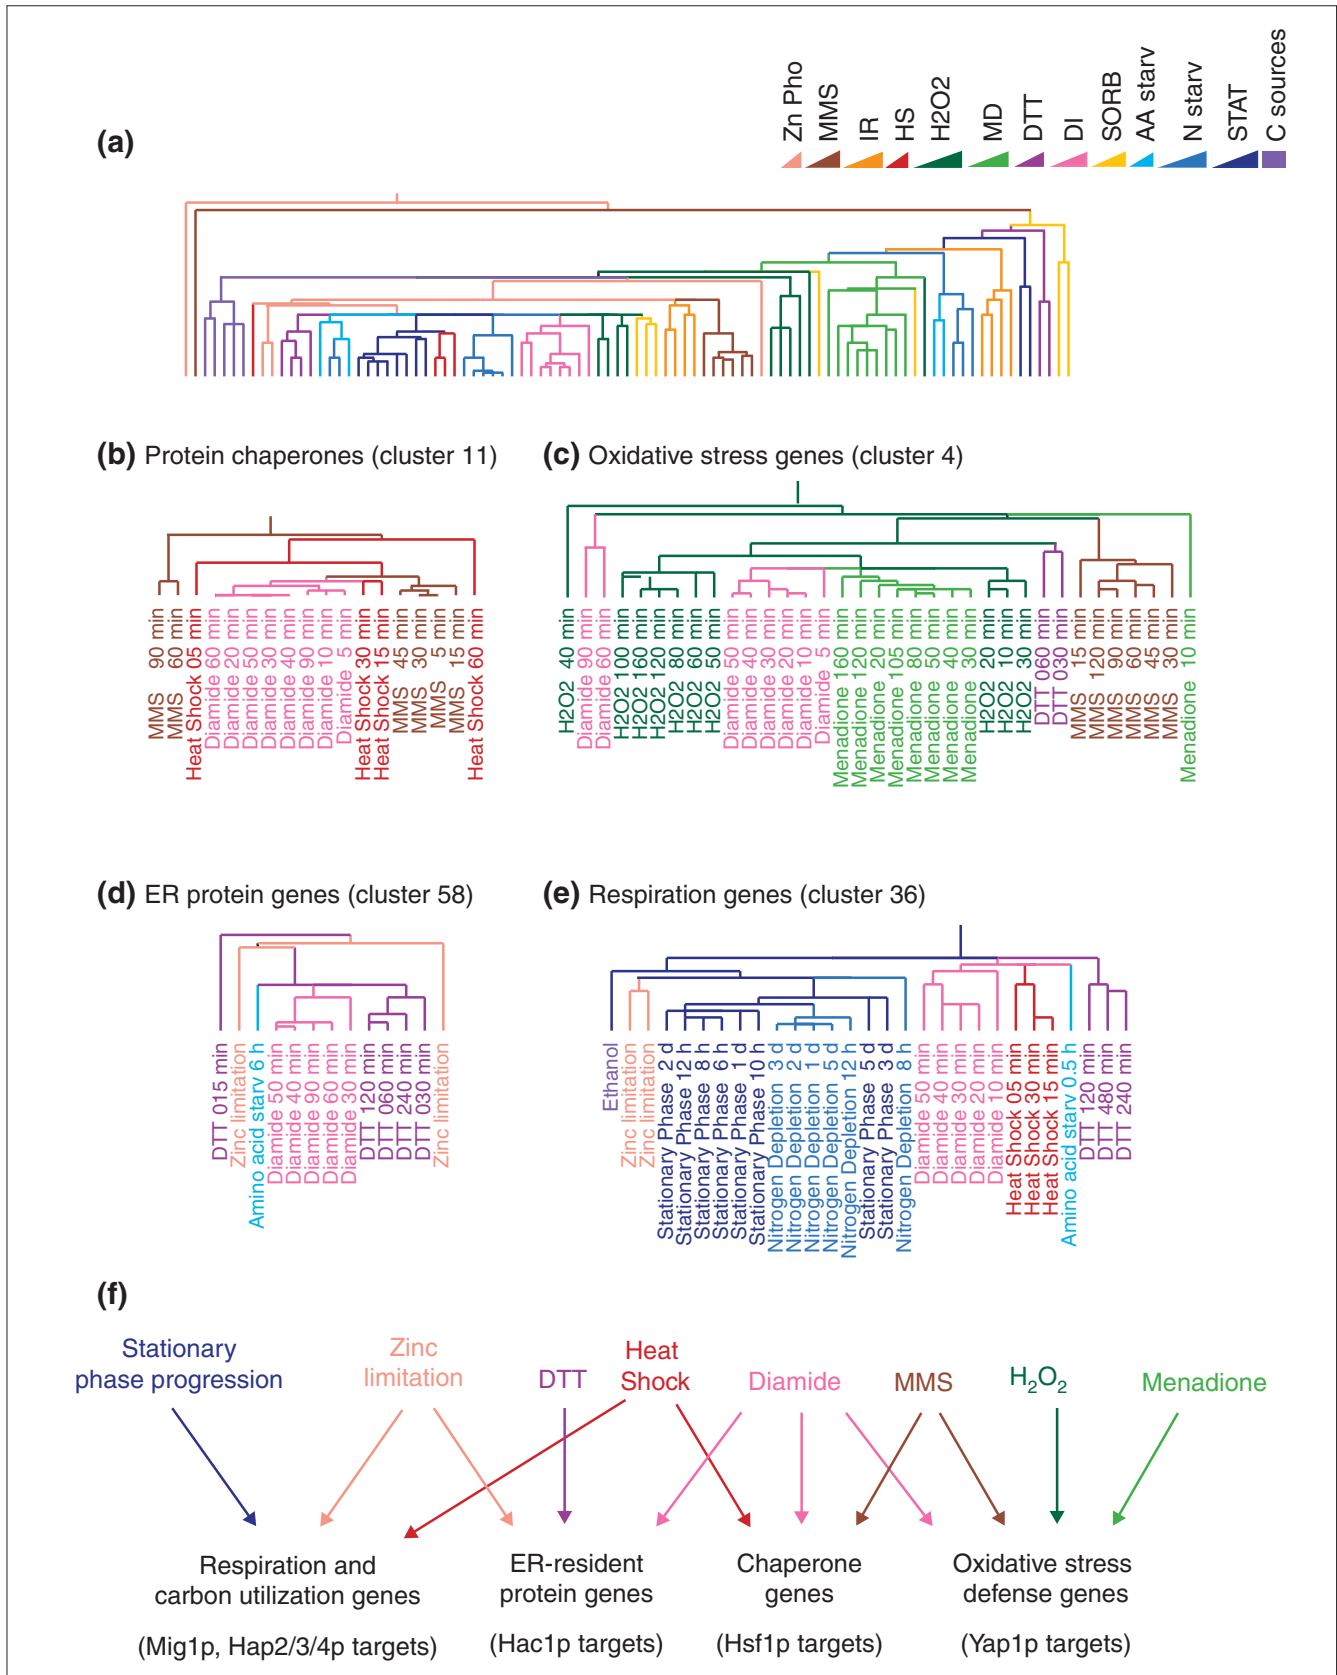 (a)
Zn Pho
MMS
IR
HS
H2O2
MD
DTT
DI
SORB
AA starv
N starv
STAT
C sources
(b) Protein chaperones (cluster 11)
MMS 90 min
MMS 60 min
Heat Shock 05 min
Diamide 60 min
Diamide 20 min
Diamide 50 min
Diamide 30 min
Diamide 40 min
Diamide 90 min
Diamide 10 min
Diamide 5 min
Heat Shock 30 min
Heat Shock 15 min
MMS 45 min
MMS 30 min
MMS 5 min
MMS 15 min
Heat Shock 60 min
(c) Oxidative stress genes (cluster 4)
H2O2 40 min
Diamide 90 min
Diamide 60 min
H2O2 100 min
H2O2 160 min
H2O2 120 min
H2O2 80 min
H2O2 60 min
H2O2 50 min
Diamide 50 min
Diamide 40 min
Diamide 30 min
Diamide 20 min
Diamide 10 min
Diamide 5 min
Menadione 160 min
Menadione 120 min
Menadione 20 min
Menadione 105 min
Menadione 80 min
Menadione 50 min
Menadione 40 min
Menadione 30 min
H2O2 20 min
H2O2 10 min
H2O2 30 min
DTT 060 min
DTT 030 min
MMS 15 min
MMS 120 min
MMS 90 min
MMS 60 min
MMS 45 min
MMS 30 min
Menadione 10 min
(d) ER protein genes (cluster 58)
DTT 015 min
Zinc limitation
Amino acid starv 6 h
Diamide 50 min
Diamide 40 min
Diamide 90 min
Diamide 60 min
Diamide 30 min
DTT 120 min
DTT 060 min
DTT 240 min
DTT 030 min
Zinc limitation
(e) Respiration genes (cluster 36)
Ethanol
Zinc limitation
Zinc limitation
Stationary Phase 2 d
Stationary Phase 12 h
Stationary Phase 8 h
Stationary Phase 6 h
Stationary Phase 1 d
Stationary Phase 10 h
Nitrogen Depletion 3 d
Nitrogen Depletion 2 d
Nitrogen Depletion 1 d
Nitrogen Depletion 5 d
Nitrogen Depletion 12 h
Stationary Phase 5 d
Stationary Phase 3 d
Nitrogen Depletion 8 h
Diamide 50 min
Diamide 40 min
Diamide 30 min
Diamide 20 min
Diamide 10 min
Heat Shock 05 min
Heat Shock 30 min
Heat Shock 15 min
Amino acid starv 0.5 h
DTT 120 min
DTT 480 min
DTT 240 min
(f)
Stationary
phase progression
Zinc
limitation
DTT
Heat
Shock
Diamide
MMS
H₂O₂
Menadione
Respiration and
carbon utilization genes
(Mig1p, Hap2/3/4p targets)
ER-resident
protein genes
(Hac1p targets)
Chaperone
genes
(Hsf1p targets)
Oxidative stress
defense genes
(Yap1p targets)